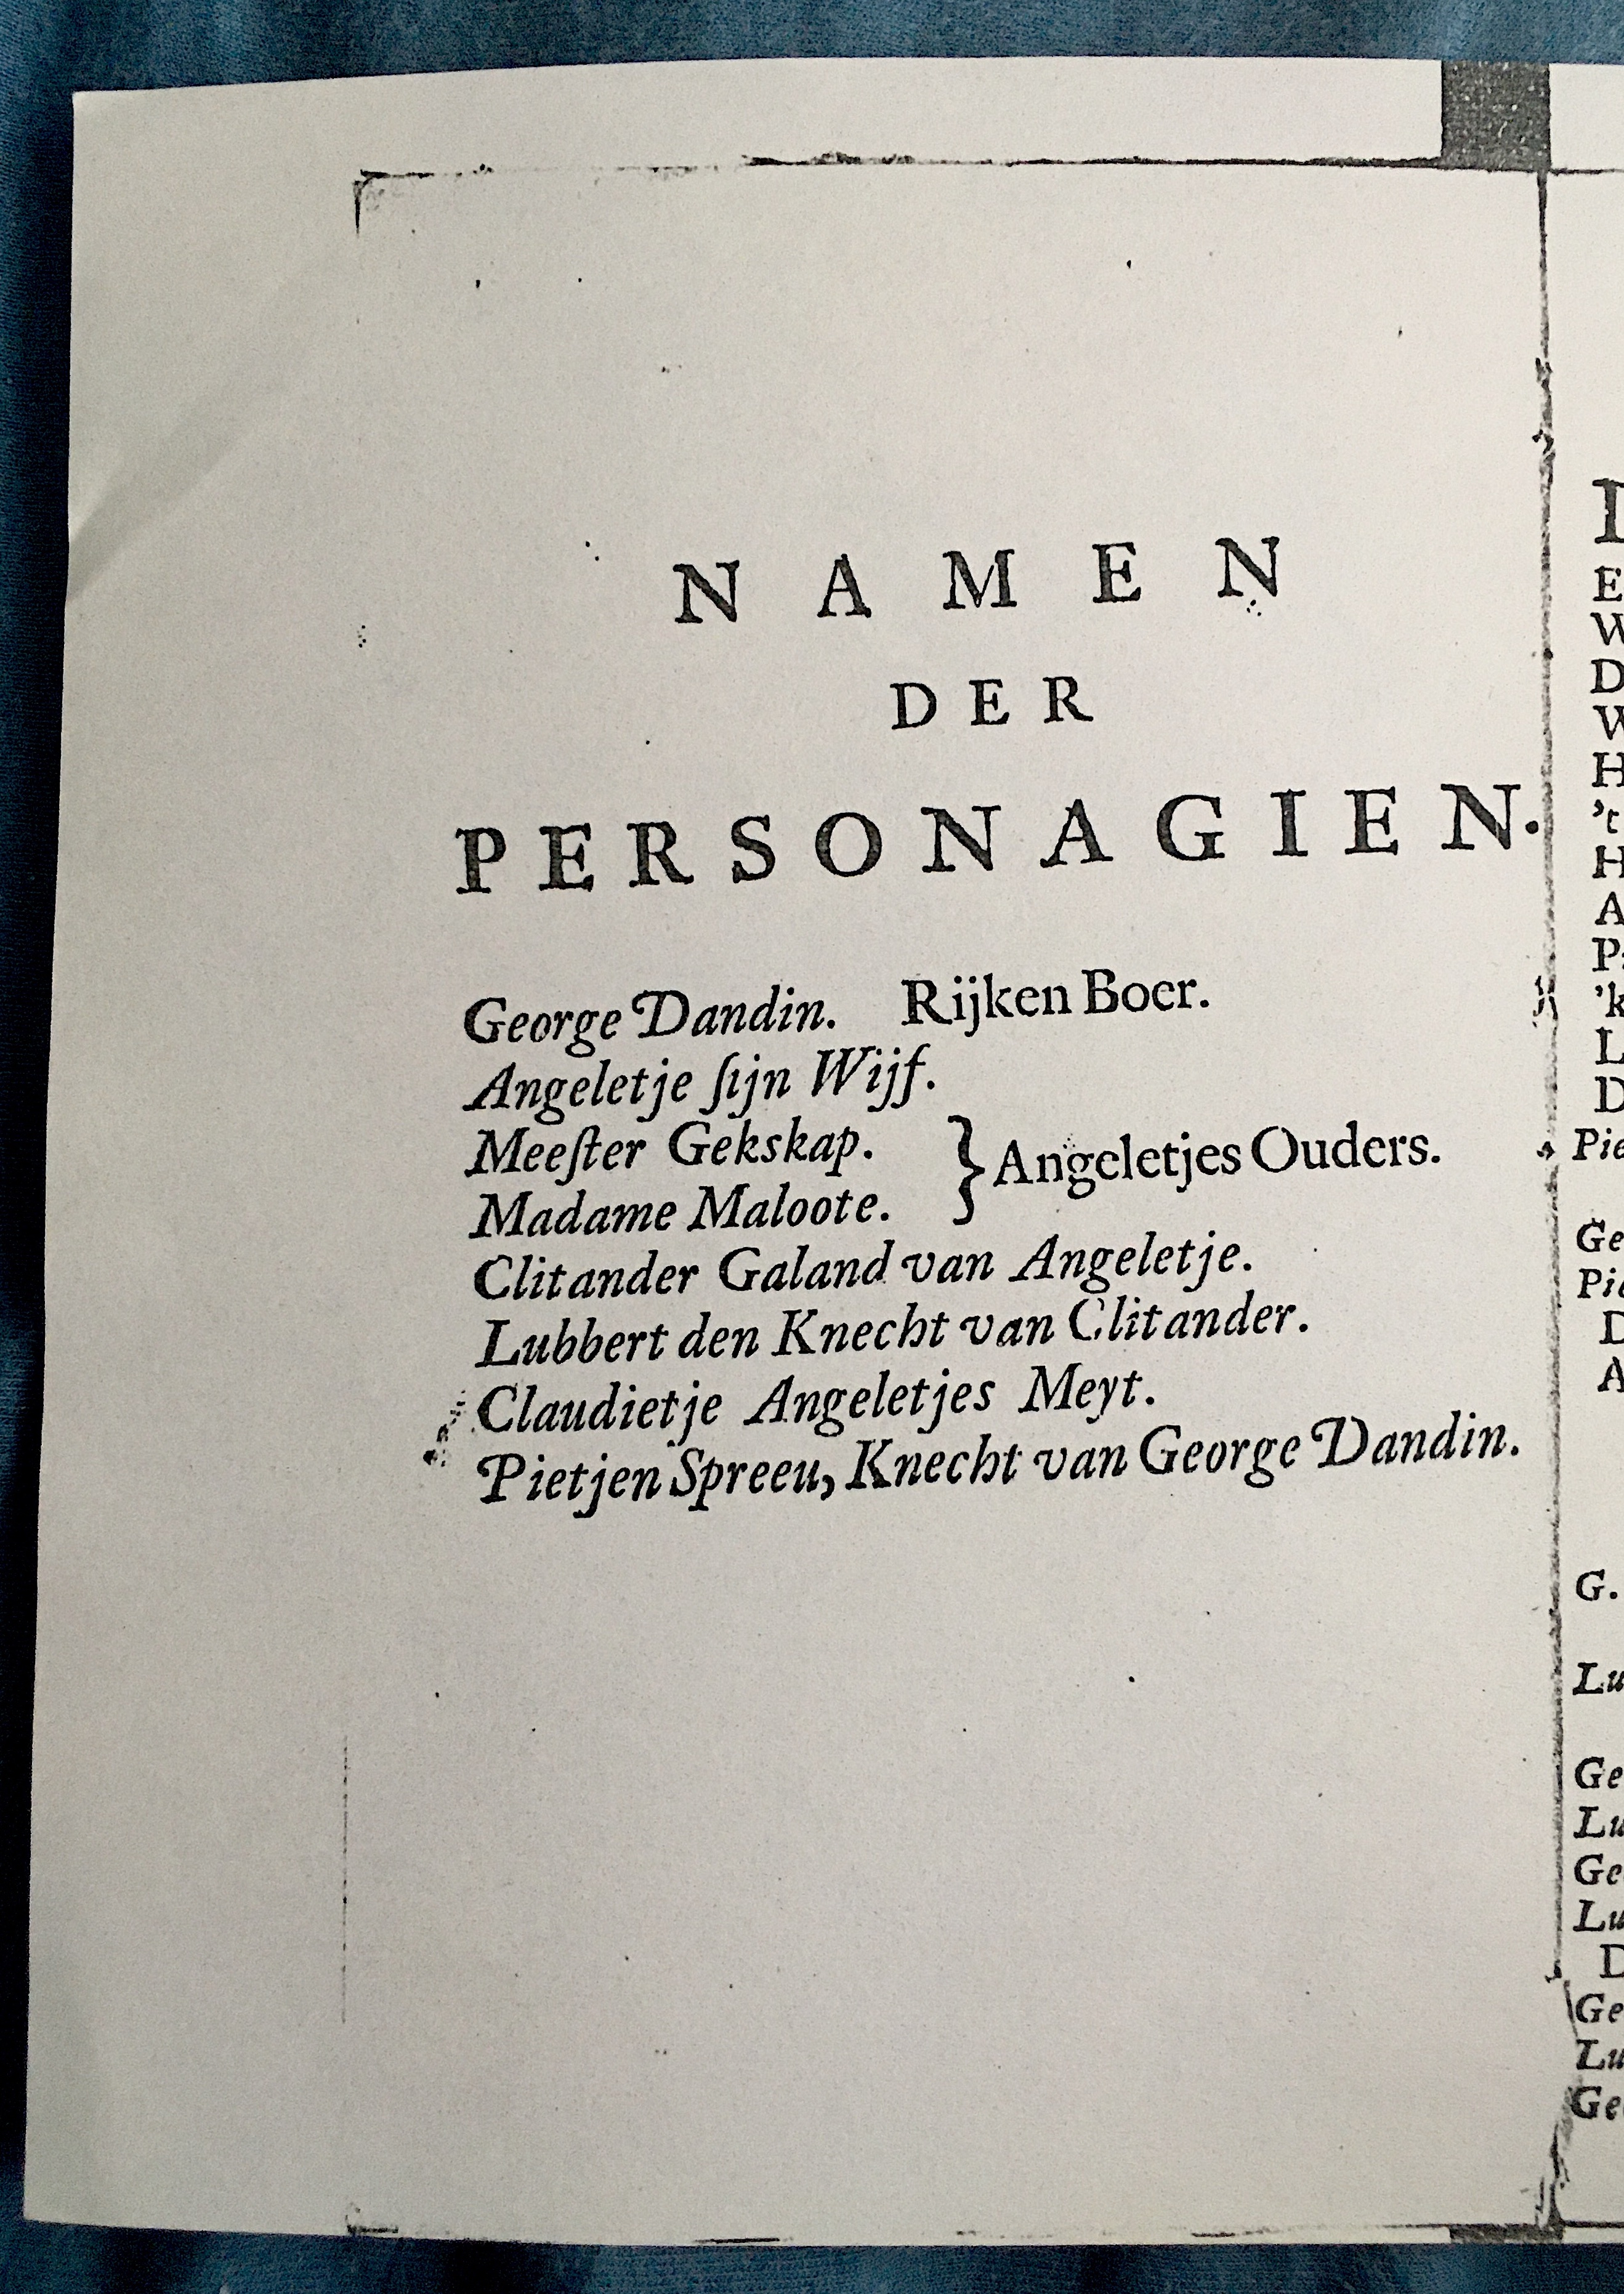 NAMEN
DER
PERSONAGIEN.
George Dandin. Rijken Boer.
Angeletje ſijn Wijf.
Meeſter Gekskap.
Madame Maloote. } Angeletjes Ouders.
Clitander Galand van Angeletje.
Lubbert den Knecht van Clitander.
Claudietje Angeletjes Meyt.
Pietjen Spreeu, Knecht van George Dandin.